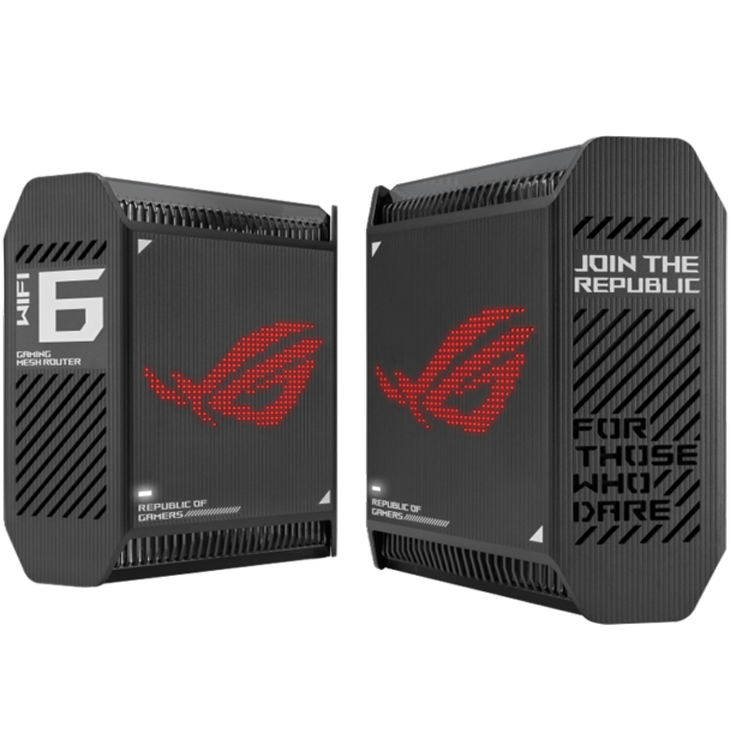 WIFI
6
GAMING
MESH ROUTER
REPUBLIC OF
GAMERS
REPUBLIC OF
GAMERS
JOIN THE
REPUBLIC
FOR
THOSE
WHO
DARE